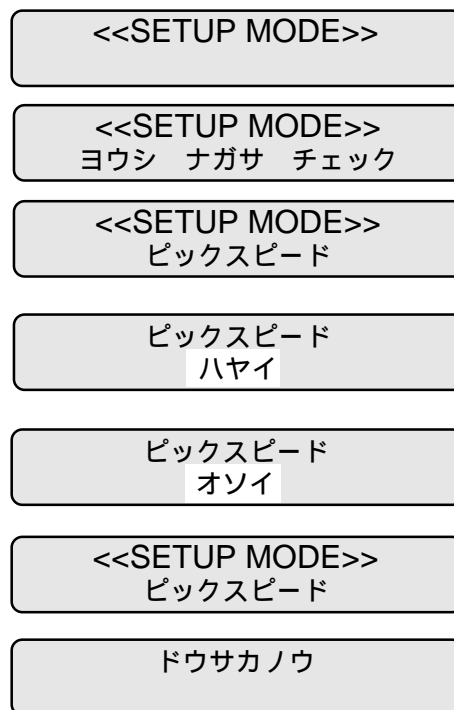 <<SETUP MODE>>
<<SETUP MODE>>
ヨウシ　ナガサ　チェック
<<SETUP MODE>>
ピックスピード
ピックスピード
ハヤイ
ピックスピード
オソイ
<<SETUP MODE>>
ピックスピード
ドウサカノウ